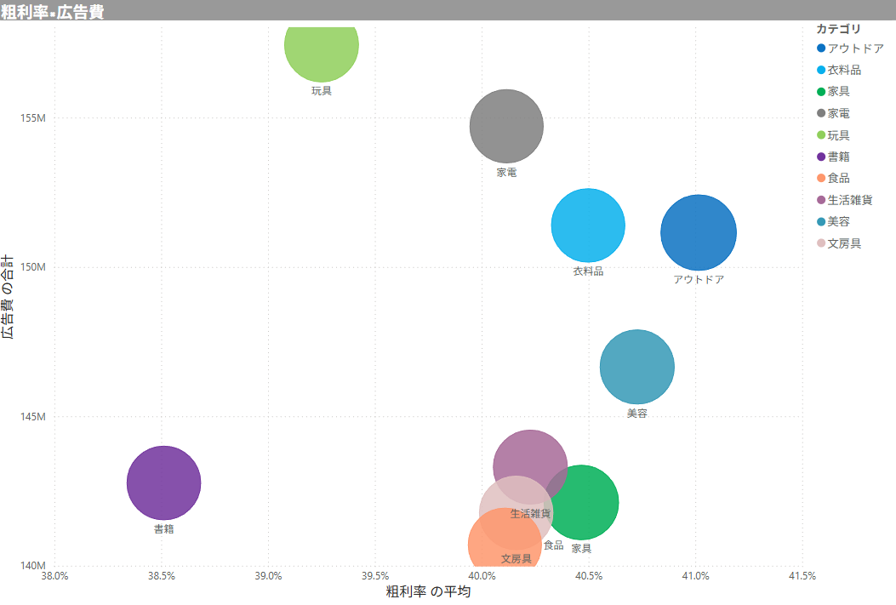 粗利率•広告費
カテゴリ
アウトドア
衣料品
家具
家電
玩具
書籍
食品
生活雑貨
美容
文房具
広告費 の合計
155M
150M
145M
140M
玩具
家電
衣料品
アウトドア
美容
書籍
生活雑貨
食品
家具
文房具
38.0%
38.5%
39.0%
39.5%
40.0%
40.5%
41.0%
41.5%
粗利率 の平均